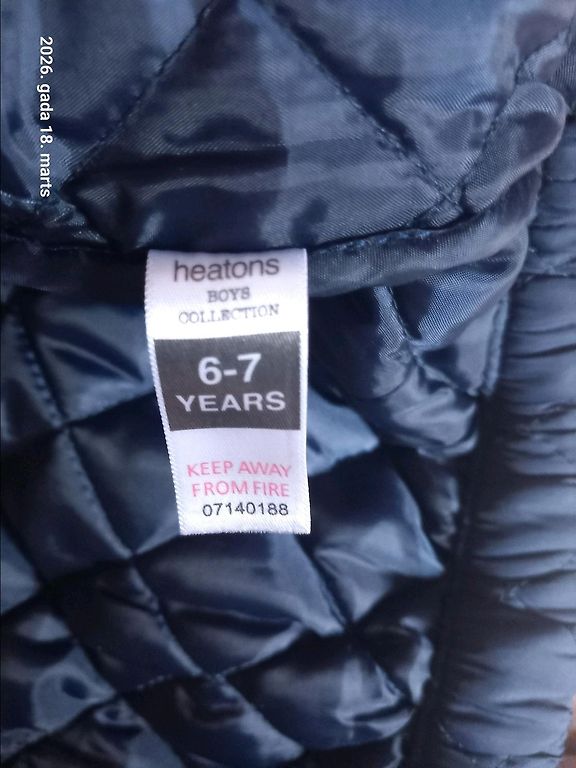 2026. gada 18. marts
heatons
BOYS
COLLECTION
6-7
YEARS
KEEP AWAY
FROM FIRE
07140188